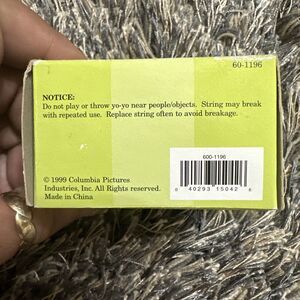 60-1196
NOTICE:
Do not play or throw yo-yo near people/objects. String may break
with repeated use. Replace string often to avoid breakage.
600-1196
© 1999 Columbia Pictures
Industries, Inc. All Rights reserved.
Made in China
0 40293 15042 8